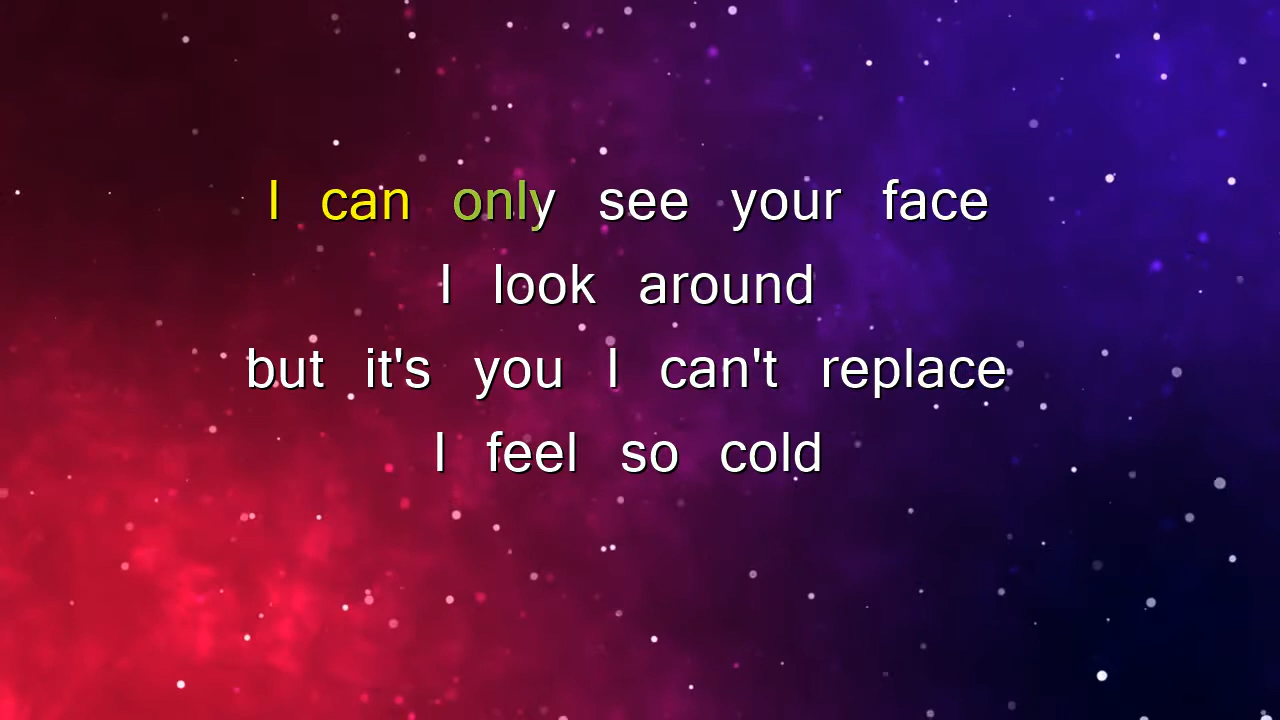 I can only see your face
I look around
but it's you I can't replace
I feel so cold